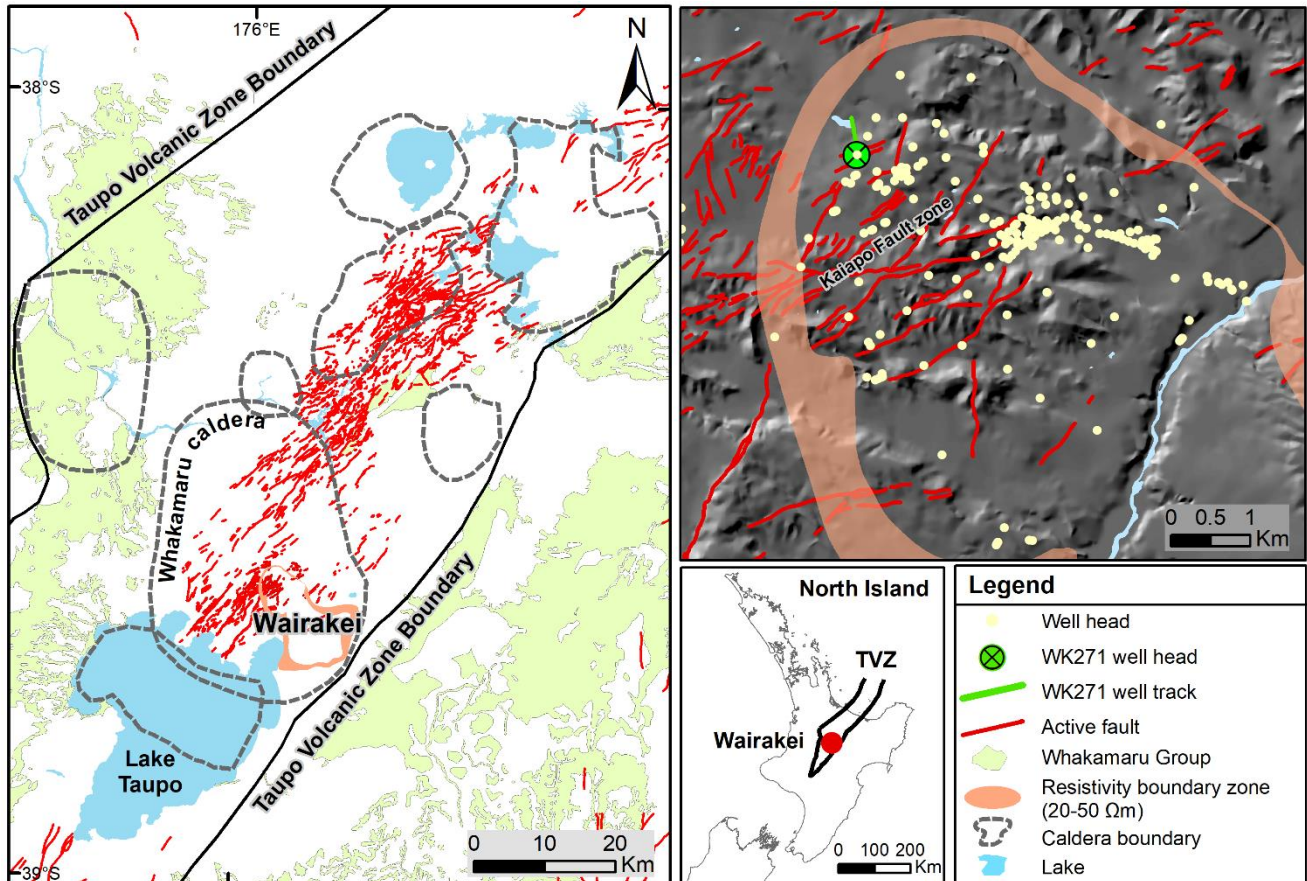 176°E
N
38°S
Taupo Volcanic Zone Boundary
Whakamaru caldera
Wairakei
Taupo Volcanic Zone Boundary
Lake
Taupo
0 10 20
Km
39°S
Kaiapo Fault zone
0 0.5 1
Km
North Island
TVZ
Wairakei
0 100 200
Km
Legend
Well head
WK271 well head
WK271 well track
Active fault
Whakamaru Group
Resistivity boundary zone
(20-50 Ωm)
Caldera boundary
Lake